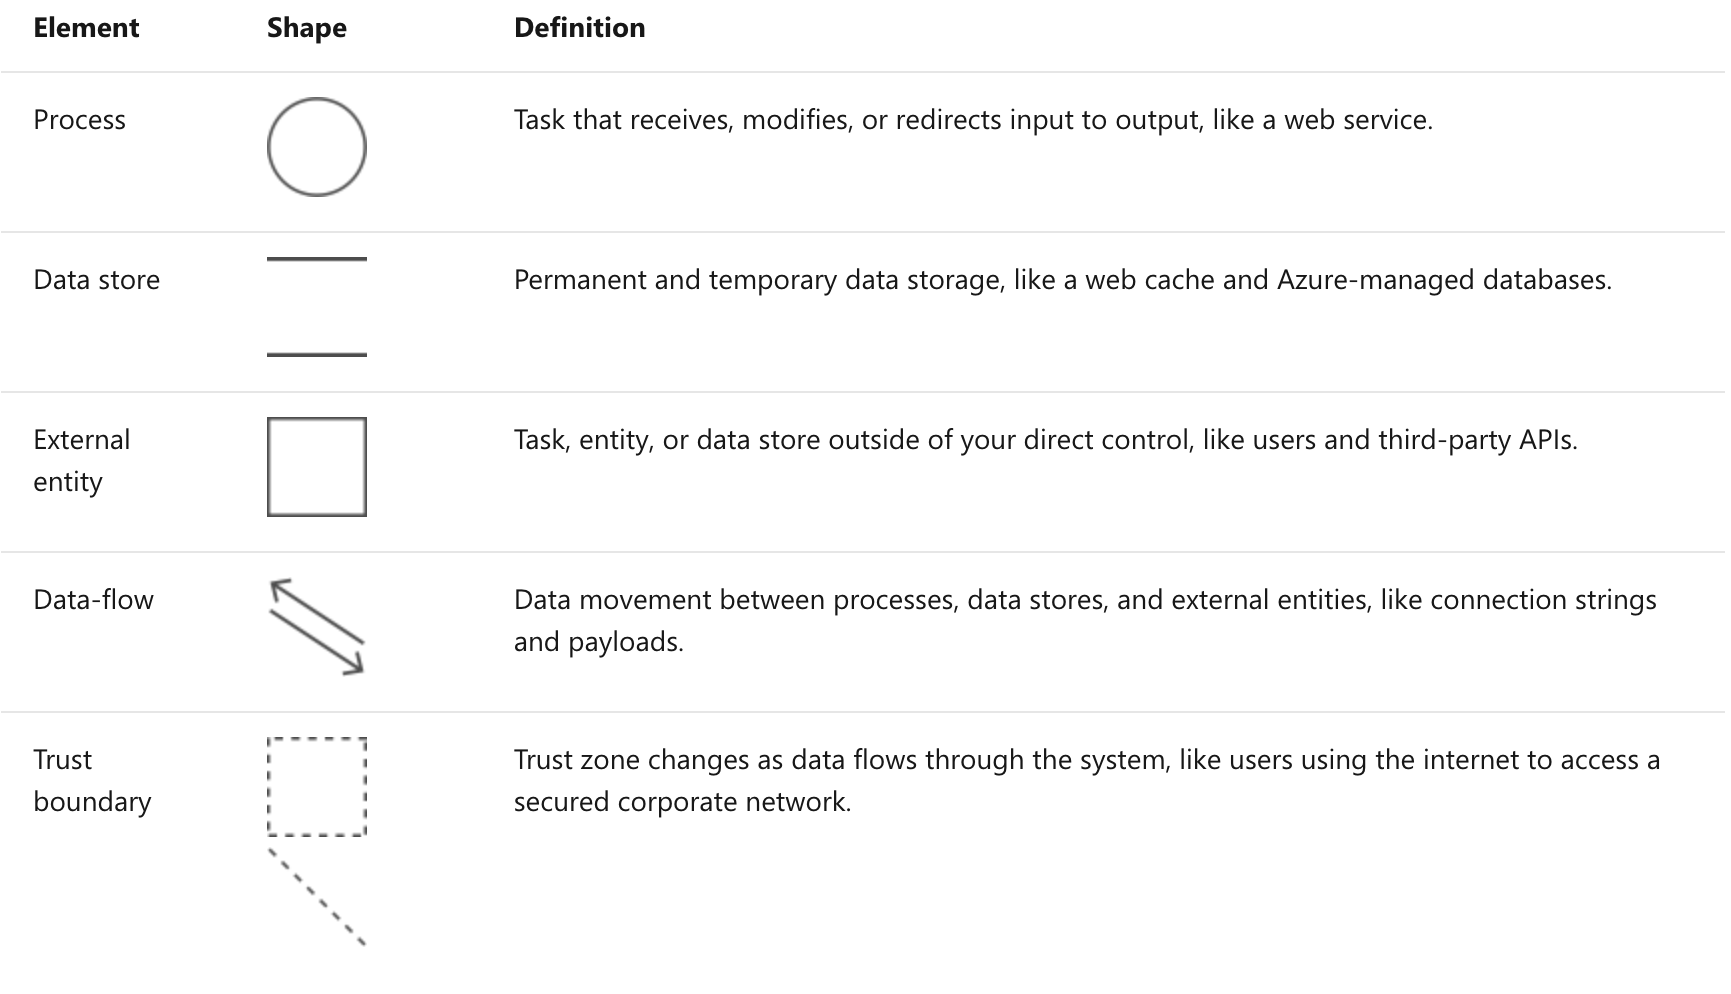 Element Shape Definition
Process Task that receives, modifies, or redirects input to output, like a web service.
Data store Permanent and temporary data storage, like a web cache and Azure-managed databases.
External Task, entity, or data store outside of your direct control, like users and third-party APIs.
entity
Data-flow Data movement between processes, data stores, and external entities, like connection strings
and payloads.
Trust Trust zone changes as data flows through the system, like users using the internet to access a
boundary secured corporate network.